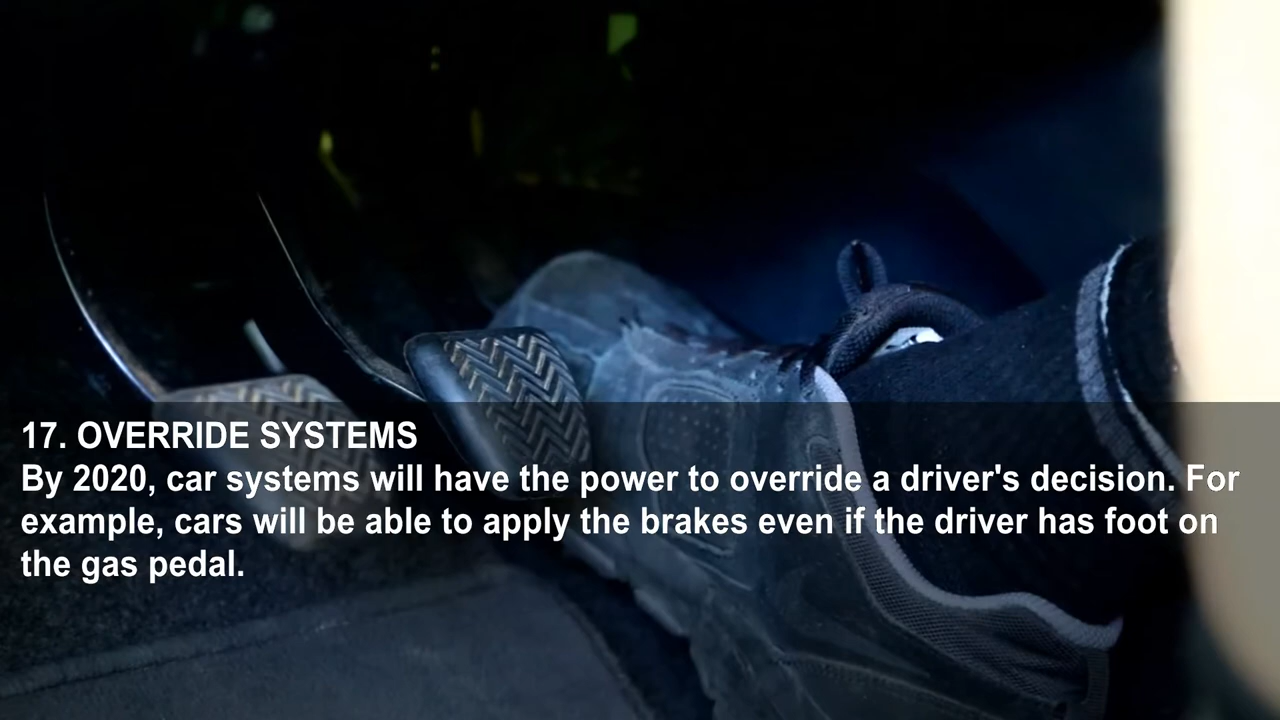 17. OVERRIDE SYSTEMS
By 2020, car systems will have the power to override a driver's decision. For
example, cars will be able to apply the brakes even if the driver has foot on
the gas pedal.